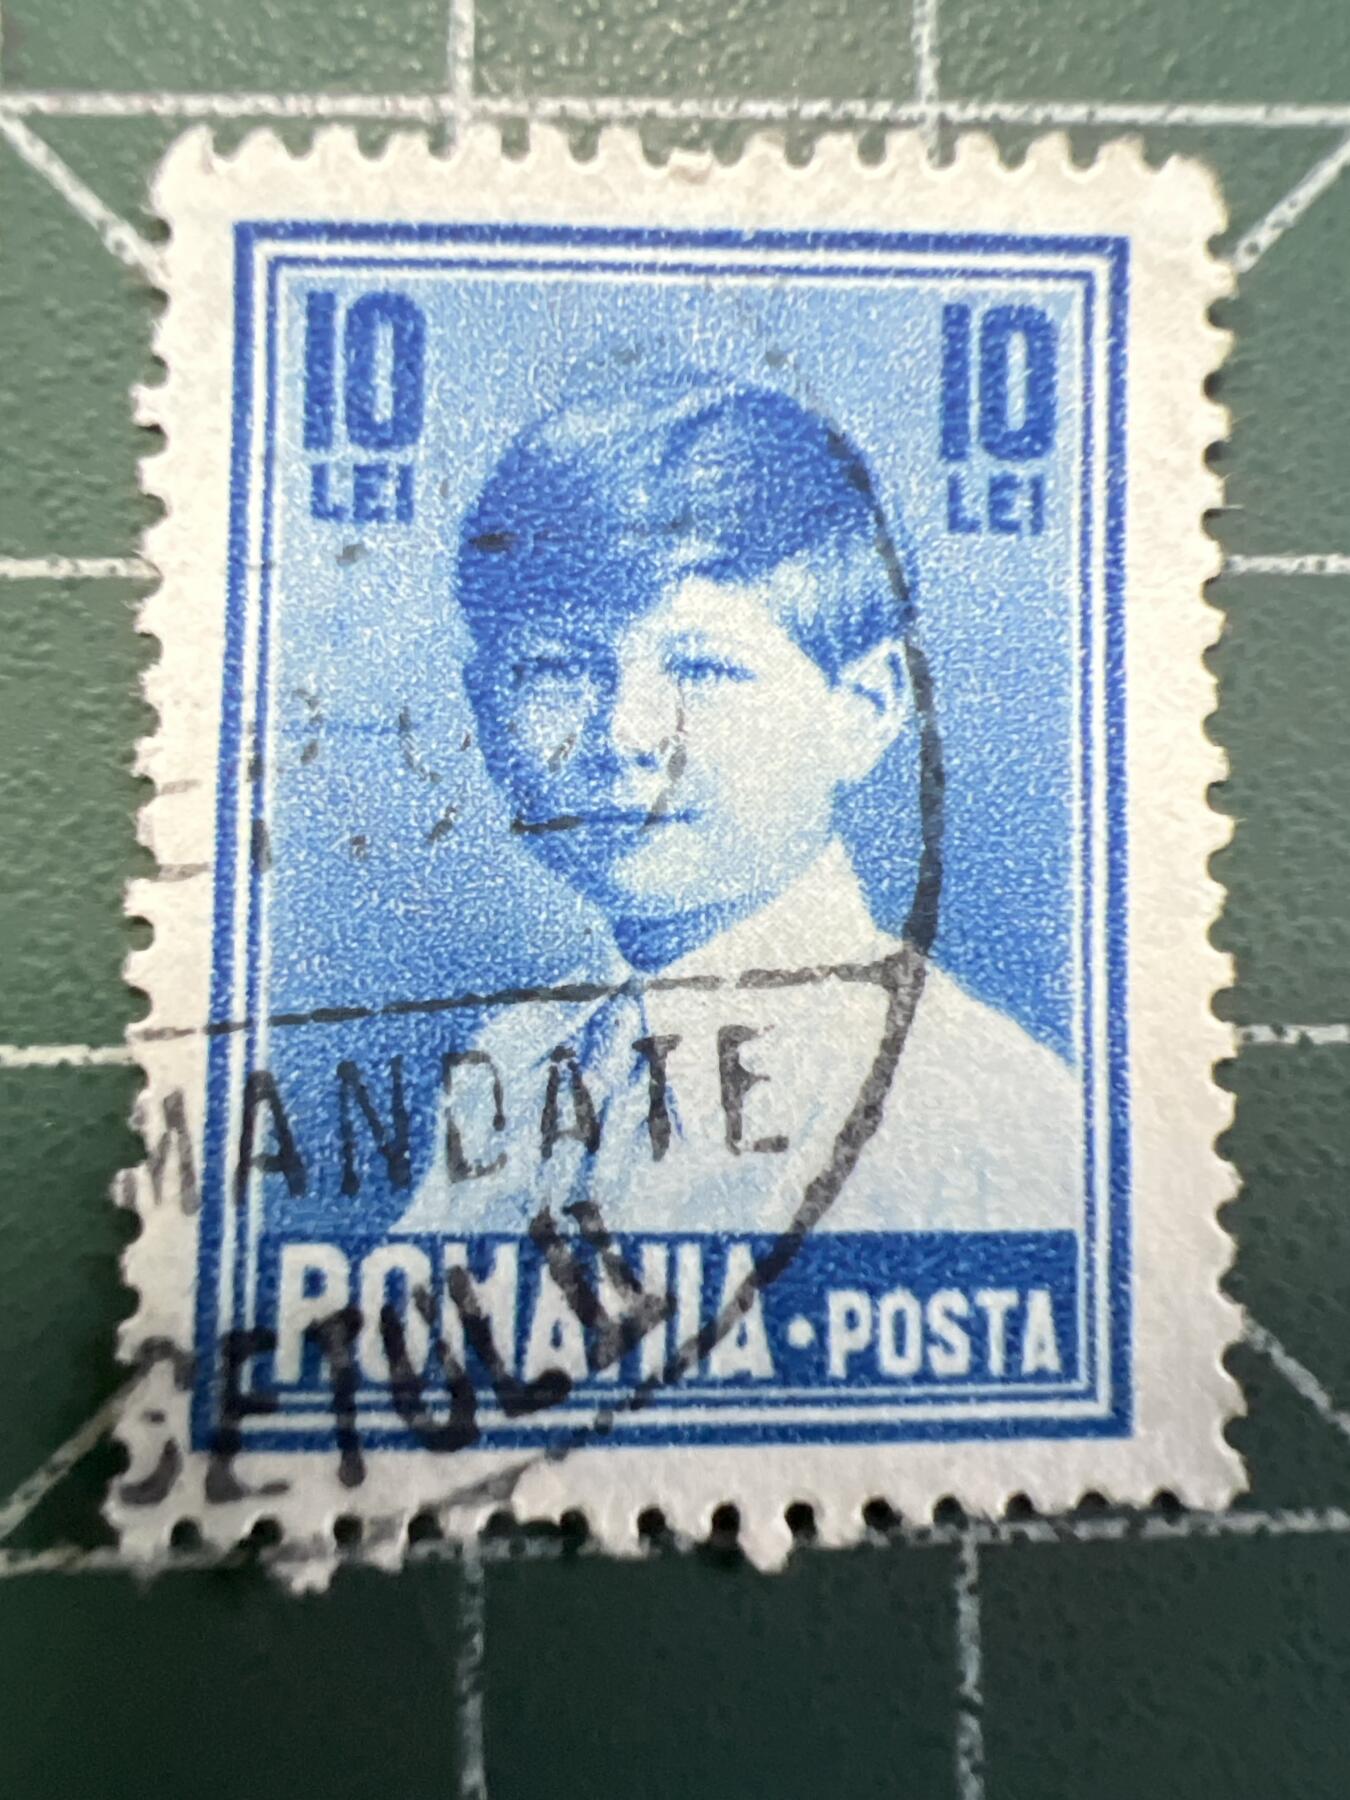 10 10
LEI LEI
MANDATE
ROMANIA · POSTA